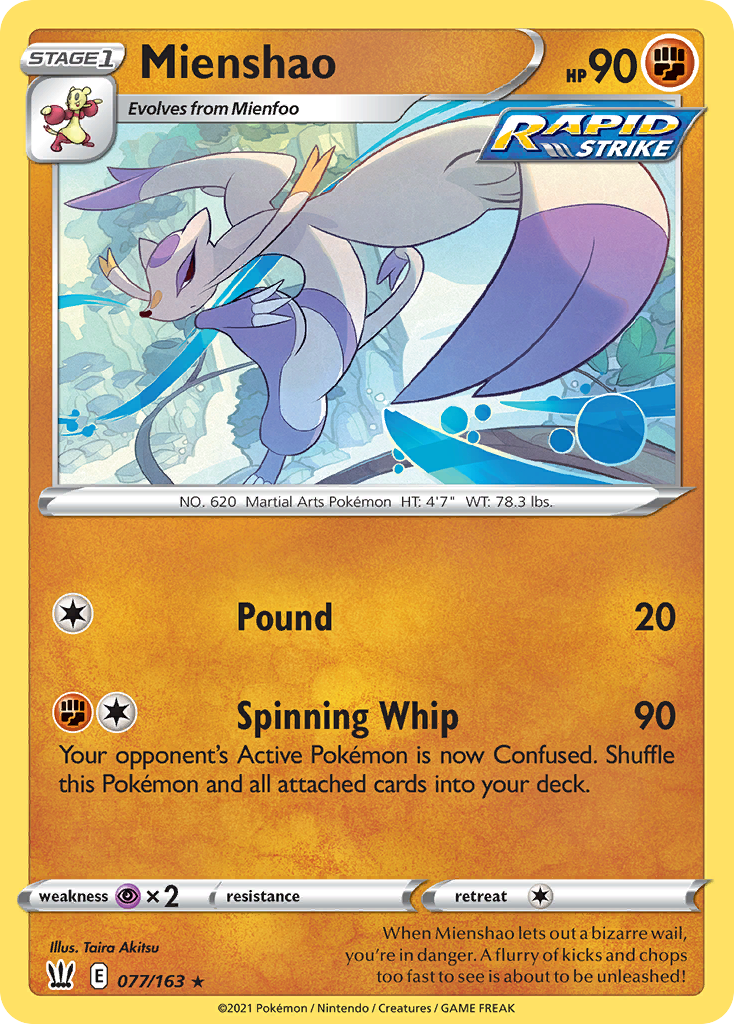 STAGE1
Mienshao
HP 90
Evolves from Mienfoo
RAPID
STRIKE
NO. 620 Martial Arts Pokémon HT: 4'7" WT: 78.3 lbs.
Pound 20
Spinning Whip 90
Your opponent's Active Pokémon is now Confused. Shuffle
this Pokémon and all attached cards into your deck.
weakness ×2 resistance retreat
Illus. Taira Akitsu
When Mienshao lets out a bizarre wail,
you're in danger. A flurry of kicks and chops
too fast to see is about to be unleashed!
E 077/163 ★
©2021 Pokémon / Nintendo / Creatures / GAME FREAK